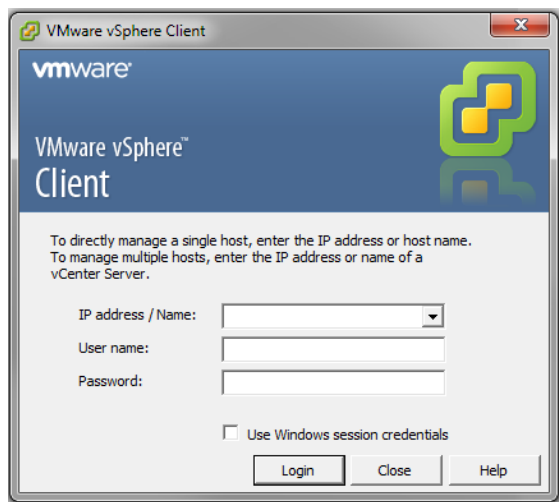 VMware vSphere Client
vmware
VMware vSphere™
Client
To directly manage a single host, enter the IP address or host name.
To manage multiple hosts, enter the IP address or name of a
vCenter Server.
IP address / Name:
User name:
Password:
Use Windows session credentials
Login Close Help